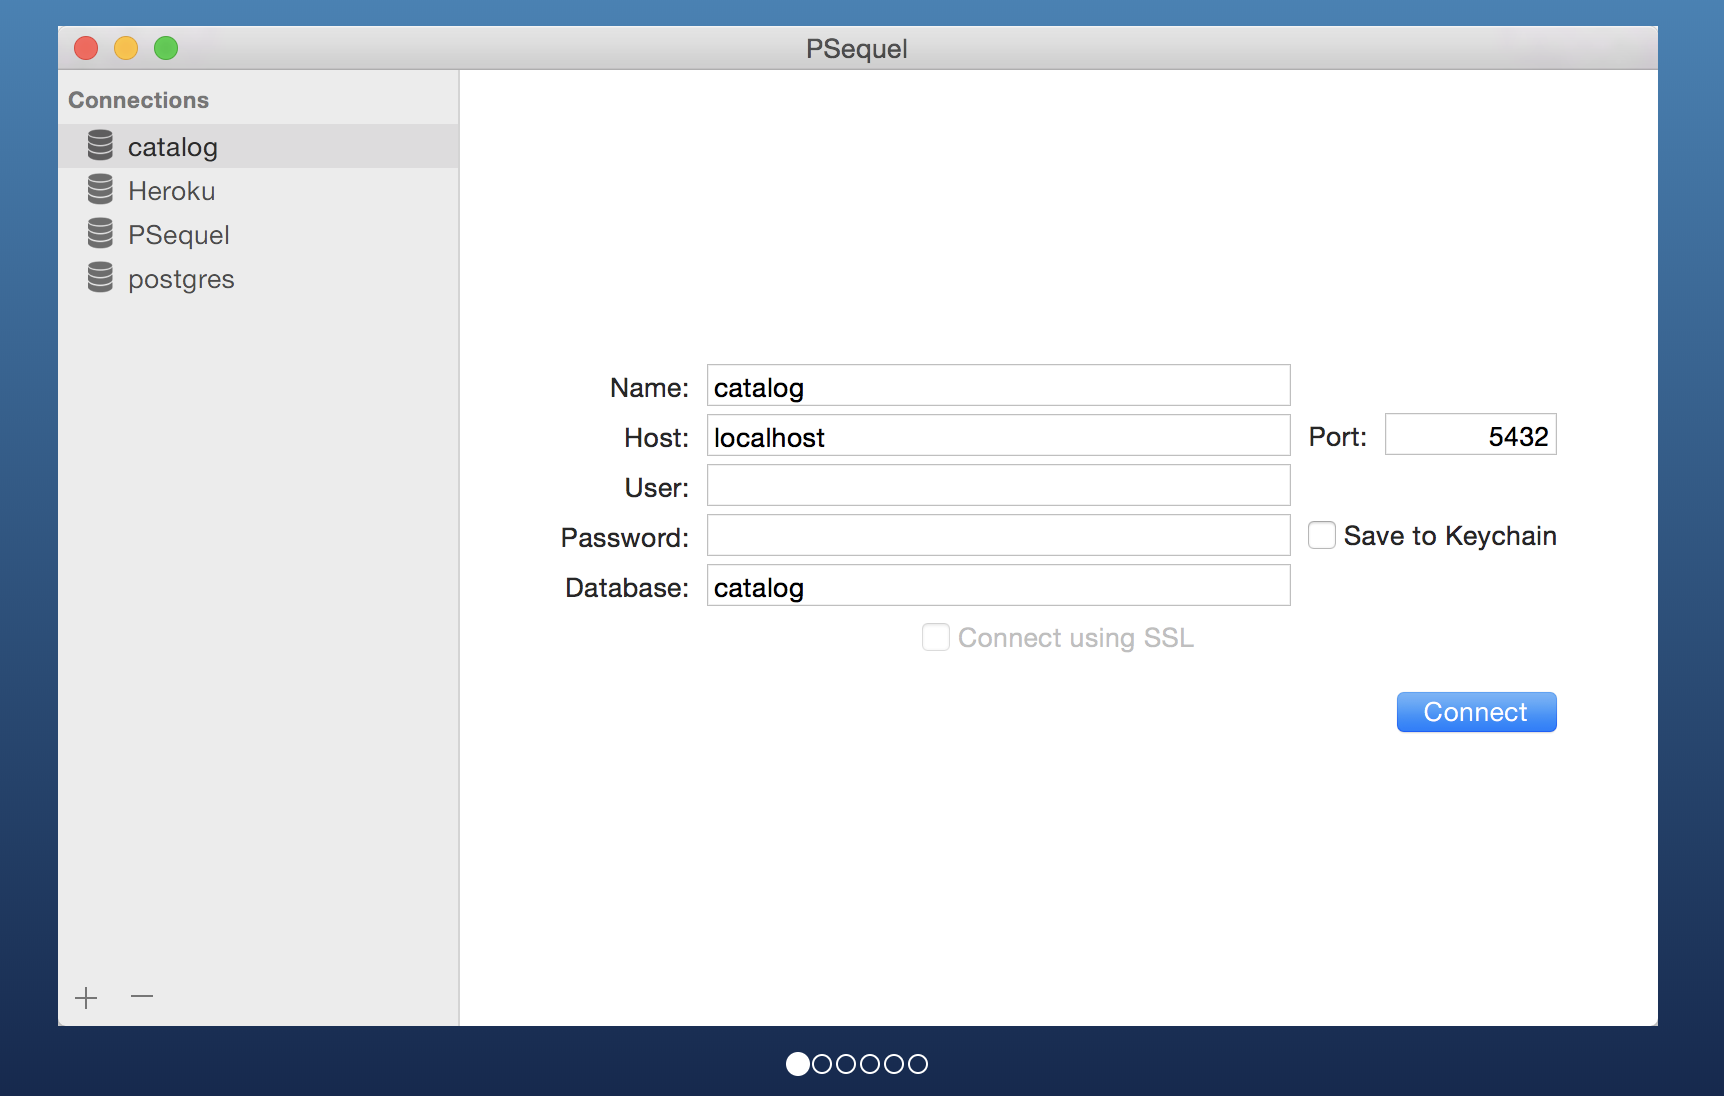 PSequel
Connections
catalog
Heroku
PSequel
postgres
Name: catalog
Host: localhost Port: 5432
User:
Password: Save to Keychain
Database: catalog
Connect using SSL
Connect